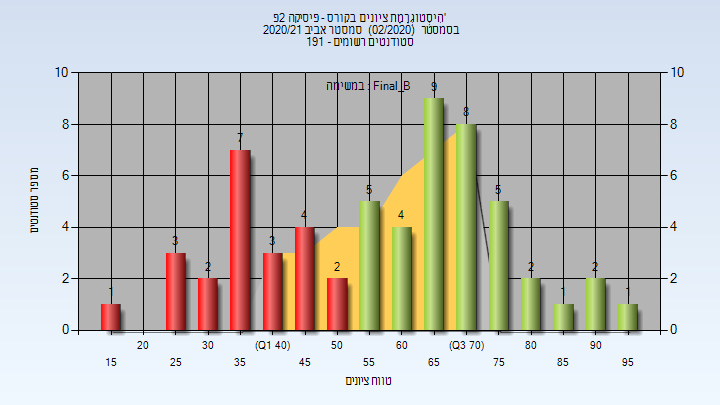 היסטוגרמת ציונים בקורס - פיסיקה 2פ'
בסמסטר (02/2020) סמסטר אביב 2020/21
סטודנטים רשומים - 191
במשימה : Final_B
מספר סטודנטים
10 10
8 8
6 6
4 4
2 2
0 0
1 3 2 7 3 4 2 5 4 9 8 5 2 1 2 1
20 30 (Q1 40) 50 60 (Q3 70) 80 90
15 25 35 45 55 65 75 85 95
טווח ציונים